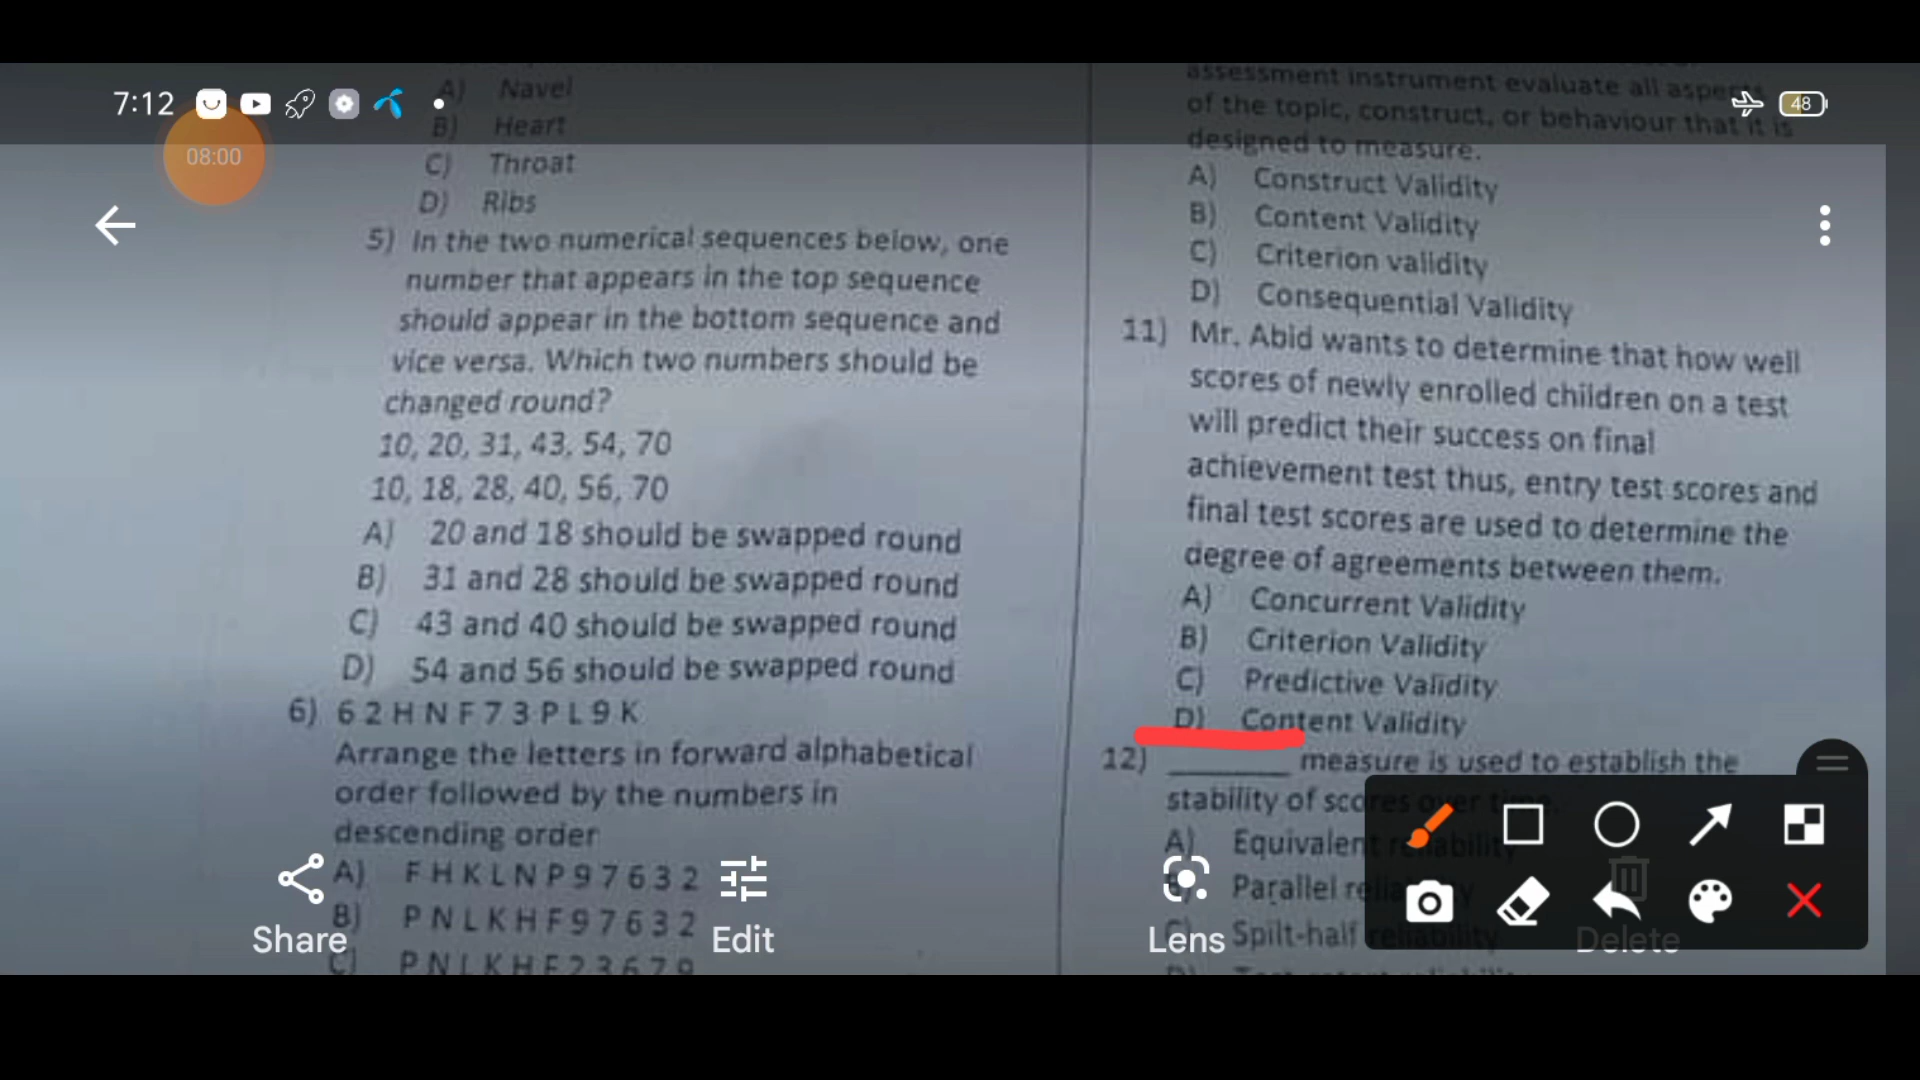 7:12
48
08:00
A) Navel
B) Heart
C) Throat
D) Ribs
5) In the two numerical sequences below, one
number that appears in the top sequence
should appear in the bottom sequence and
vice versa. Which two numbers should be
changed round?
10, 20, 31, 43, 54, 70
10, 18, 28, 40, 56, 70
A) 20 and 18 should be swapped round
B) 31 and 28 should be swapped round
C) 43 and 40 should be swapped round
D) 54 and 56 should be swapped round
6) 6 2 H N F 7 3 P L 9 K
Arrange the letters in forward alphabetical
order followed by the numbers in
descending order
A) F H K L N P 9 7 6 3 2
B) P N L K H F 9 7 6 3 2
C) P N L K H F 2 3 6 7 9
assessment instrument evaluate all aspects
of the topic, construct, or behaviour that it is
designed to measure.
A) Construct Validity
B) Content Validity
C) Criterion validity
D) Consequential Validity
11) Mr. Abid wants to determine that how well
scores of newly enrolled children on a test
will predict their success on final
achievement test thus, entry test scores and
final test scores are used to determine the
degree of agreements between them.
A) Concurrent Validity
B) Criterion Validity
C) Predictive Validity
D) Content Validity
12) ________ measure is used to establish the
stability of scores over time.
A) Equivalent reliability
Parallel reliability
Spilt-half reliability
Share
Edit
Lens
Delete